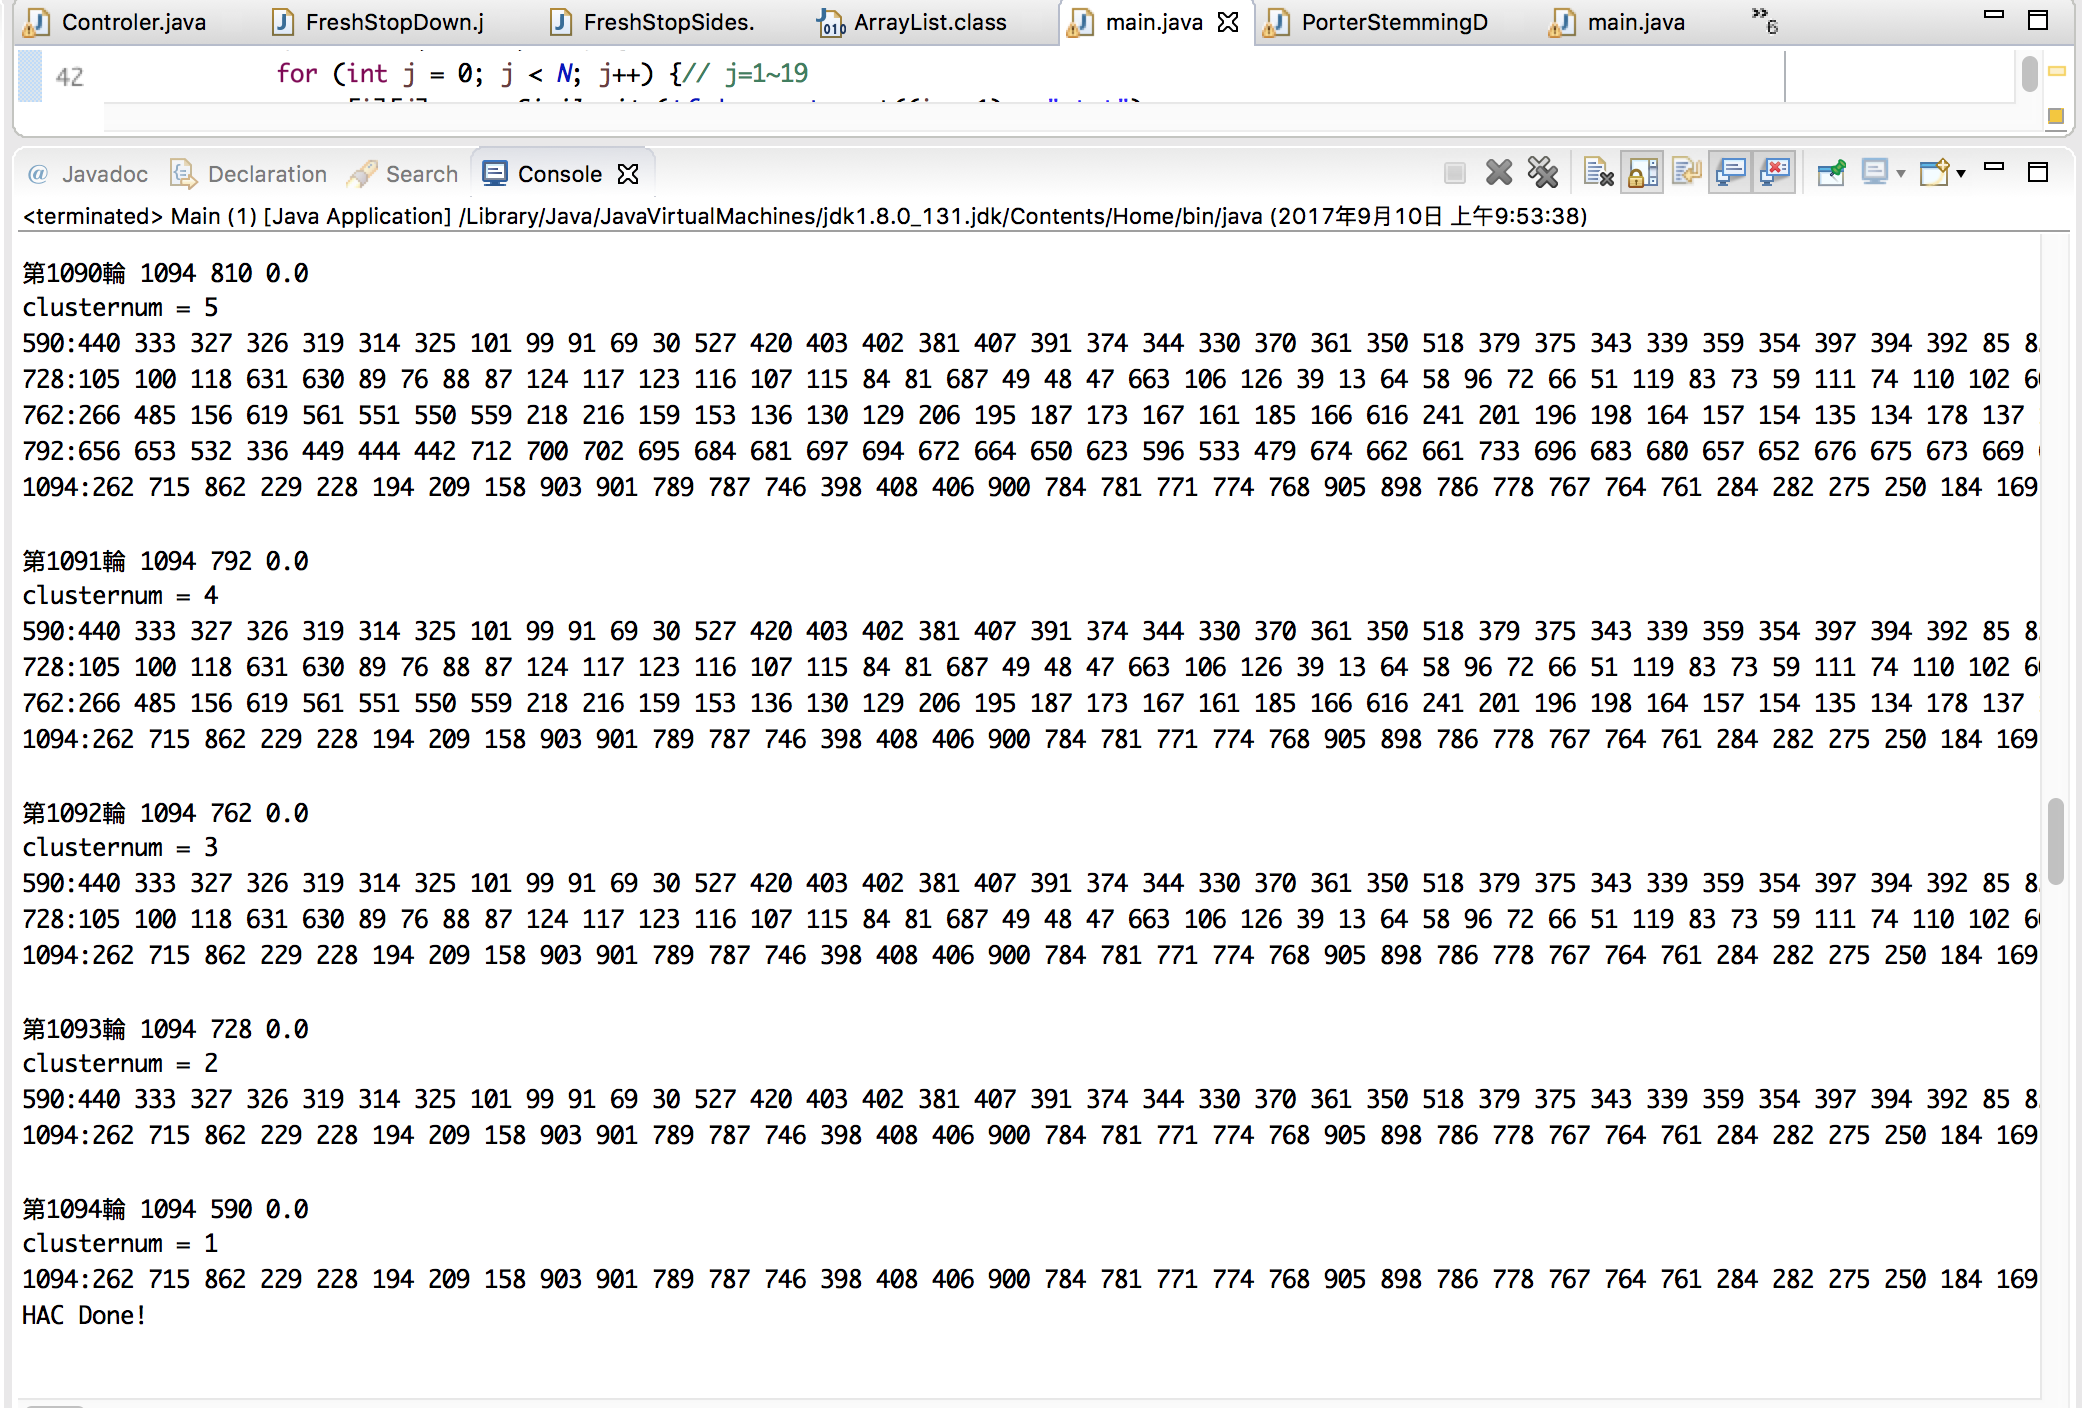 Controler.java FreshStopDown.j FreshStopSides. ArrayList.class main.java PorterStemmingD main.java »6
42 for (int j = 0; j < N; j++) {// j=1~19
@ Javadoc Declaration Search Console
<terminated> Main (1) [Java Application] /Library/Java/JavaVirtualMachines/jdk1.8.0_131.jdk/Contents/Home/bin/java (2017年9月10日 上午9:53:38)
第1090輪 1094 810 0.0
clusternum = 5
590:440 333 327 326 319 314 325 101 99 91 69 30 527 420 403 402 381 407 391 374 344 330 370 361 350 518 379 375 343 339 359 354 397 394 392 85 8
728:105 100 118 631 630 89 76 88 87 124 117 123 116 107 115 84 81 687 49 48 47 663 106 126 39 13 64 58 96 72 66 51 119 83 73 59 111 74 110 102 6
762:266 485 156 619 561 551 550 559 218 216 159 153 136 130 129 206 195 187 173 167 161 185 166 616 241 201 196 198 164 157 154 135 134 178 137
792:656 653 532 336 449 444 442 712 700 702 695 684 681 697 694 672 664 650 623 596 533 479 674 662 661 733 696 683 680 657 652 676 675 673 669
1094:262 715 862 229 228 194 209 158 903 901 789 787 746 398 408 406 900 784 781 771 774 768 905 898 786 778 767 764 761 284 282 275 250 184 169
第1091輪 1094 792 0.0
clusternum = 4
590:440 333 327 326 319 314 325 101 99 91 69 30 527 420 403 402 381 407 391 374 344 330 370 361 350 518 379 375 343 339 359 354 397 394 392 85 8
728:105 100 118 631 630 89 76 88 87 124 117 123 116 107 115 84 81 687 49 48 47 663 106 126 39 13 64 58 96 72 66 51 119 83 73 59 111 74 110 102 6
762:266 485 156 619 561 551 550 559 218 216 159 153 136 130 129 206 195 187 173 167 161 185 166 616 241 201 196 198 164 157 154 135 134 178 137
1094:262 715 862 229 228 194 209 158 903 901 789 787 746 398 408 406 900 784 781 771 774 768 905 898 786 778 767 764 761 284 282 275 250 184 169
第1092輪 1094 762 0.0
clusternum = 3
590:440 333 327 326 319 314 325 101 99 91 69 30 527 420 403 402 381 407 391 374 344 330 370 361 350 518 379 375 343 339 359 354 397 394 392 85 8
728:105 100 118 631 630 89 76 88 87 124 117 123 116 107 115 84 81 687 49 48 47 663 106 126 39 13 64 58 96 72 66 51 119 83 73 59 111 74 110 102 6
1094:262 715 862 229 228 194 209 158 903 901 789 787 746 398 408 406 900 784 781 771 774 768 905 898 786 778 767 764 761 284 282 275 250 184 169
第1093輪 1094 728 0.0
clusternum = 2
590:440 333 327 326 319 314 325 101 99 91 69 30 527 420 403 402 381 407 391 374 344 330 370 361 350 518 379 375 343 339 359 354 397 394 392 85 8
1094:262 715 862 229 228 194 209 158 903 901 789 787 746 398 408 406 900 784 781 771 774 768 905 898 786 778 767 764 761 284 282 275 250 184 169
第1094輪 1094 590 0.0
clusternum = 1
1094:262 715 862 229 228 194 209 158 903 901 789 787 746 398 408 406 900 784 781 771 774 768 905 898 786 778 767 764 761 284 282 275 250 184 169
HAC Done!